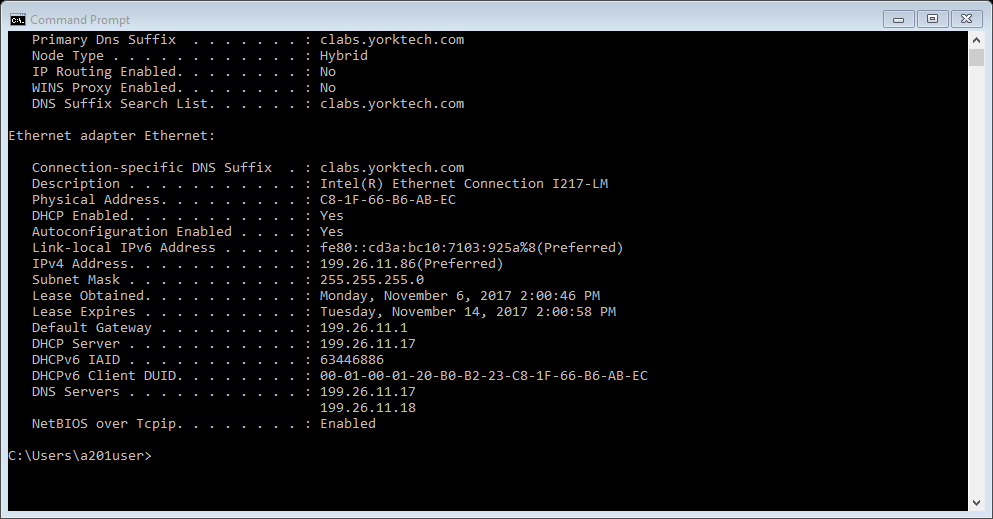 Command Prompt
Primary Dns Suffix . . . . . . . : clabs.yorktech.com
Node Type . . . . . . . . . . . . : Hybrid
IP Routing Enabled. . . . . . . . : No
WINS Proxy Enabled. . . . . . . . : No
DNS Suffix Search List. . . . . . : clabs.yorktech.com
Ethernet adapter Ethernet:
Connection-specific DNS Suffix . : clabs.yorktech.com
Description . . . . . . . . . . . : Intel(R) Ethernet Connection I217-LM
Physical Address. . . . . . . . . : C8-1F-66-B6-AB-EC
DHCP Enabled. . . . . . . . . . . : Yes
Autoconfiguration Enabled . . . . : Yes
Link-local IPv6 Address . . . . . : fe80::cd3a:bc10:7103:925a%8(Preferred)
IPv4 Address. . . . . . . . . . . : 199.26.11.86(Preferred)
Subnet Mask . . . . . . . . . . . : 255.255.255.0
Lease Obtained. . . . . . . . . . : Monday, November 6, 2017 2:00:46 PM
Lease Expires . . . . . . . . . . : Tuesday, November 14, 2017 2:00:58 PM
Default Gateway . . . . . . . . . : 199.26.11.1
DHCP Server . . . . . . . . . . . : 199.26.11.17
DHCPv6 IAID . . . . . . . . . . . : 63446886
DHCPv6 Client DUID. . . . . . . . : 00-01-00-01-20-B0-B2-23-C8-1F-66-B6-AB-EC
DNS Servers . . . . . . . . . . . : 199.26.11.17
199.26.11.18
NetBIOS over Tcpip. . . . . . . . : Enabled
C:\Users\a201user>